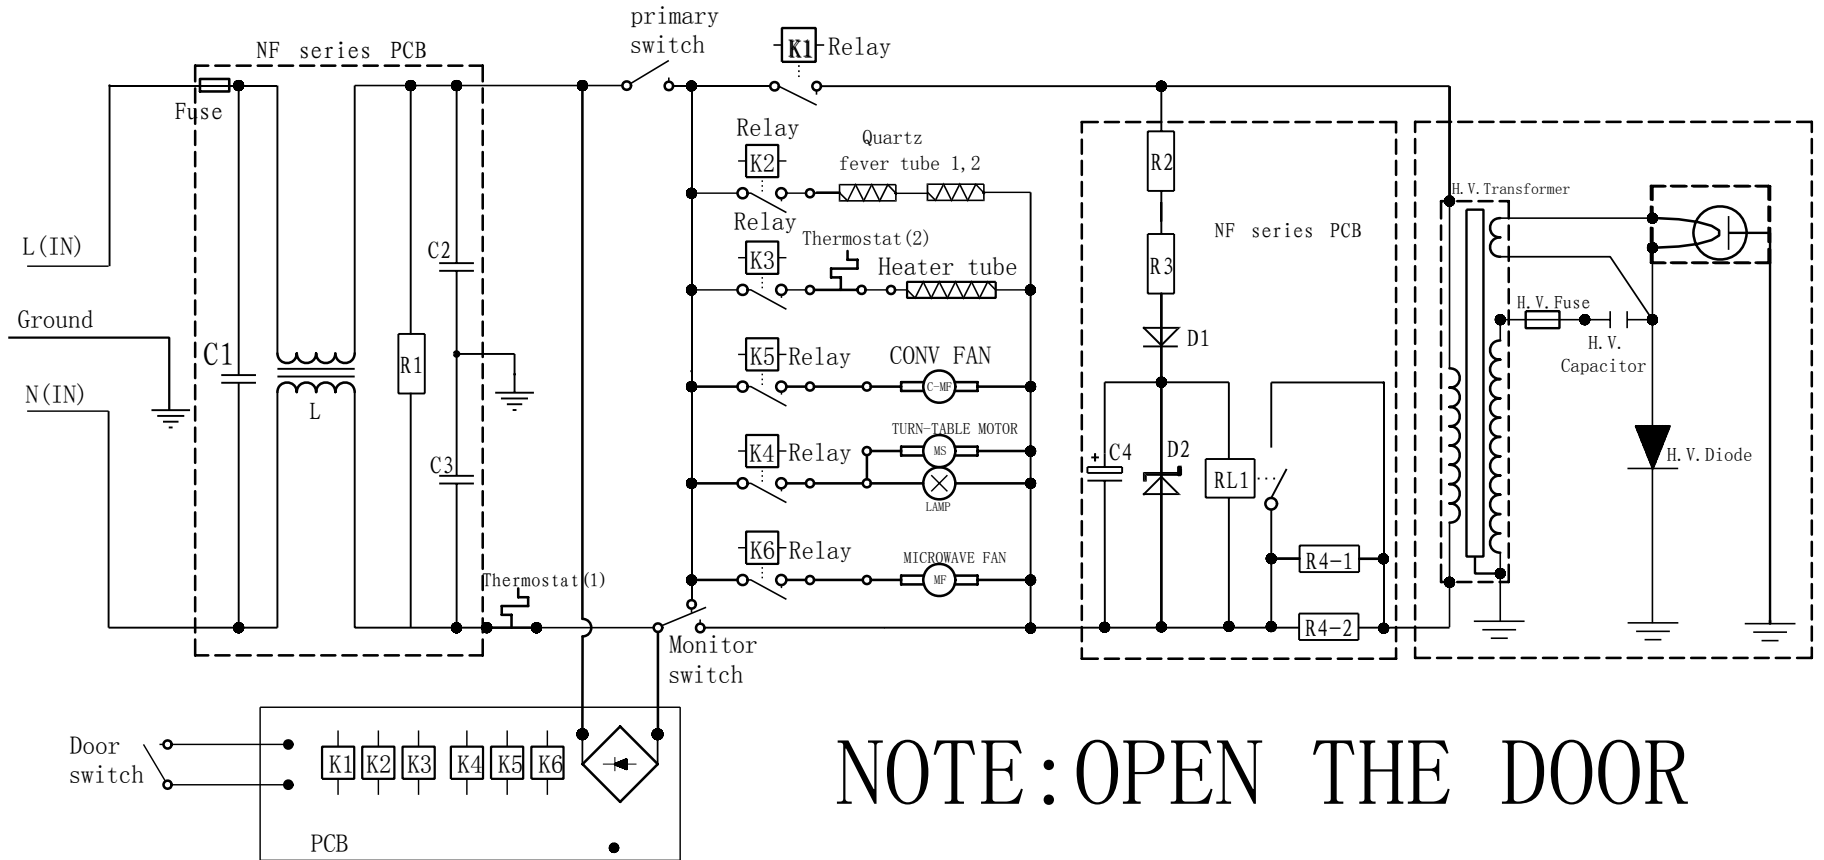 primary
switch
K1 Relay
NF series PCB
Fuse
Relay
K2
Quartz
fever tube 1,2
R2
H.V.Transformer
Relay
K3
Thermostat(2)
Heater tube
L(IN)
C2
R3
NF series PCB
H.V.Fuse
H.V.
Capacitor
Ground
C1
R1
D1
K5 Relay
CONV FAN
C-MF
N(IN)
L
TURN-TABLE MOTOR
MS
K4 Relay
LAMP
C3
+ C4
D2
RL1
H.V.Diode
K6 Relay
MICROWAVE FAN
MF
R4-1
R4-2
Thermostat(1)
Monitor
switch
Door
switch
K1 K2 K3 K4 K5 K6
PCB
NOTE:OPEN THE DOOR